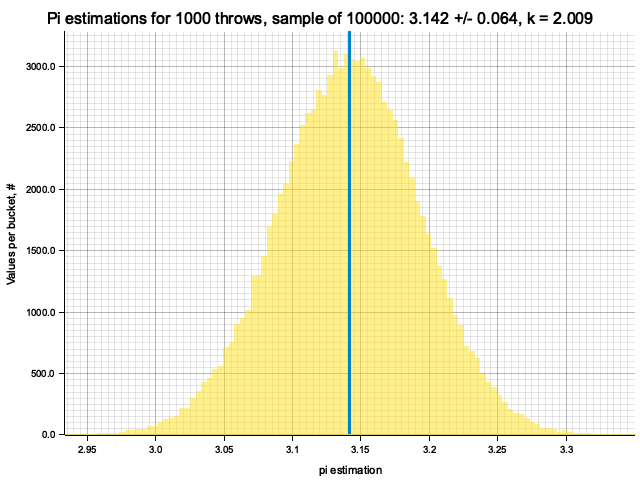 Pi estimations for 1000 throws, sample of 100000: 3.142 +/- 0.064, k = 2.009
3000.0
2500.0
2000.0
1500.0
1000.0
500.0
0.0
Values per bucket, #
2.95 3.0 3.05 3.1 3.15 3.2 3.25 3.3
pi estimation